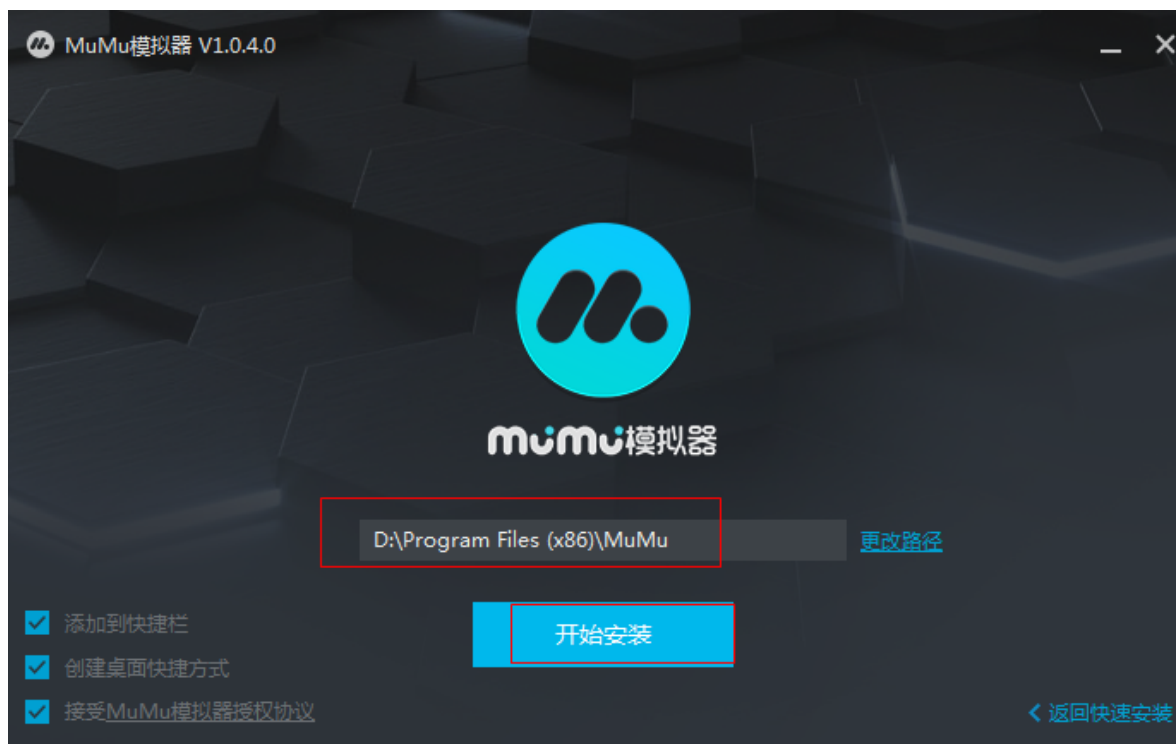 MuMu模拟器 V1.0.4.0
MuMu模拟器
D:\Program Files (x86)\MuMu
更改路径
添加到快捷栏
开始安装
创建桌面快捷方式
接受MuMu模拟器授权协议
返回快速安装